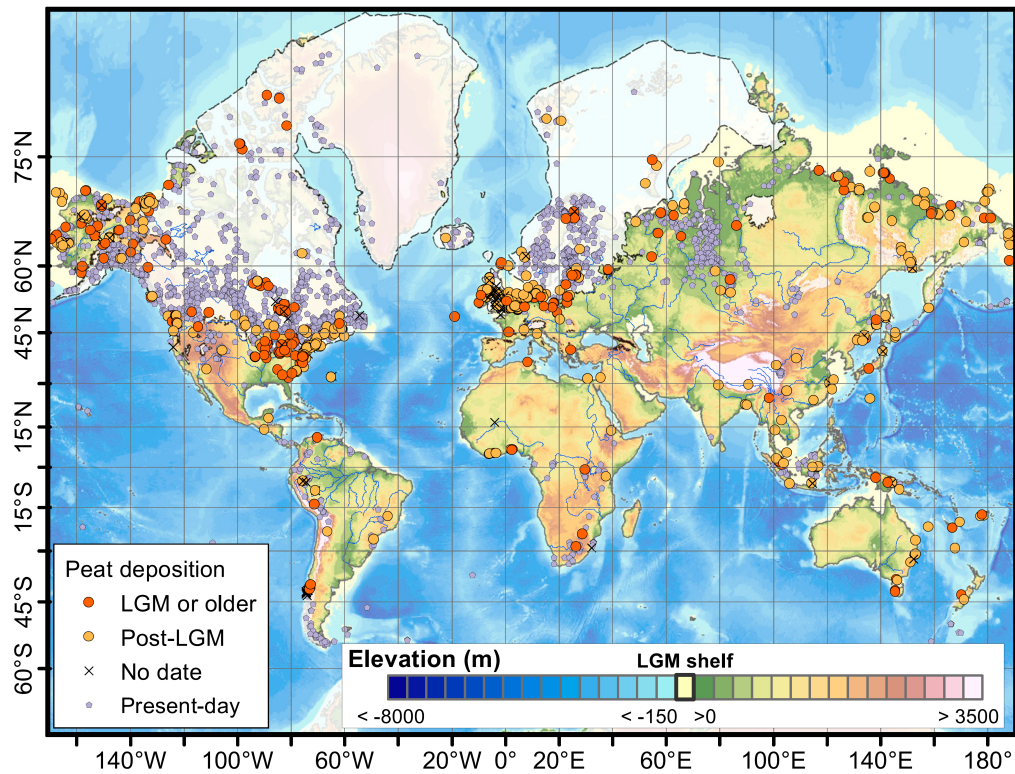 75°N
60°N
45°N
15°N
15°S
45°S
60°S
Peat deposition
LGM or older
Post-LGM
No date
Present-day
Elevation (m)
LGM shelf
< -8000
< -150
>0
> 3500
140°W
100°W
60°W
20°W
0°
20°E
60°E
100°E
140°E
180°